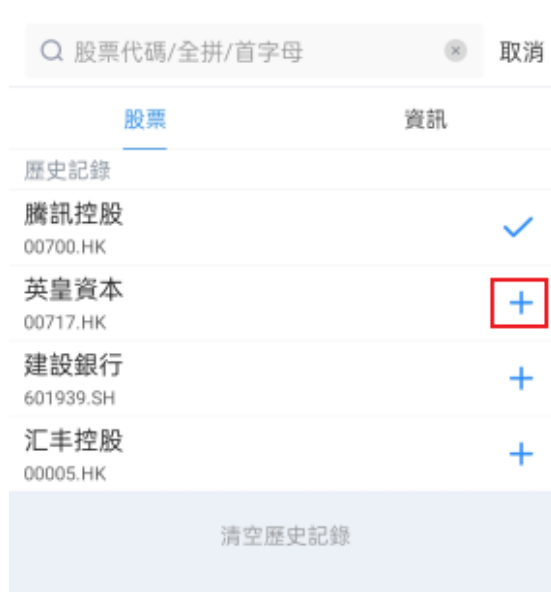 股票代碼/全拼/首字母 取消
股票 資訊
歷史記錄
騰訊控股
00700.HK
英皇資本
00717.HK
建設銀行
601939.SH
汇丰控股
00005.HK
清空歷史記錄